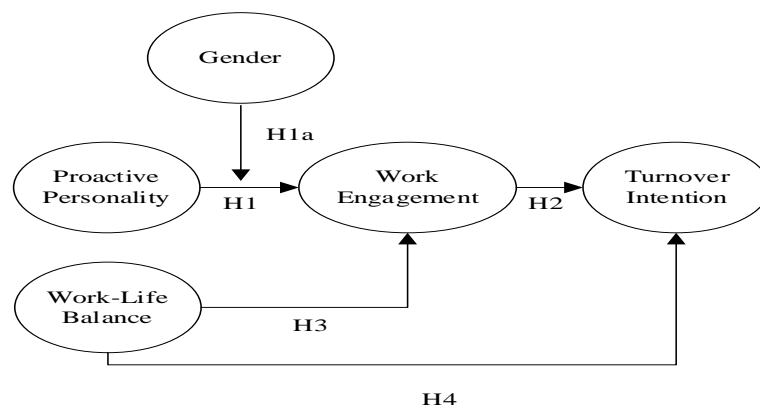 Gender
H1a
Proactive
Personality
H1
Work
Engagement
H2
Turnover
Intention
Work-Life
Balance
H3
H4